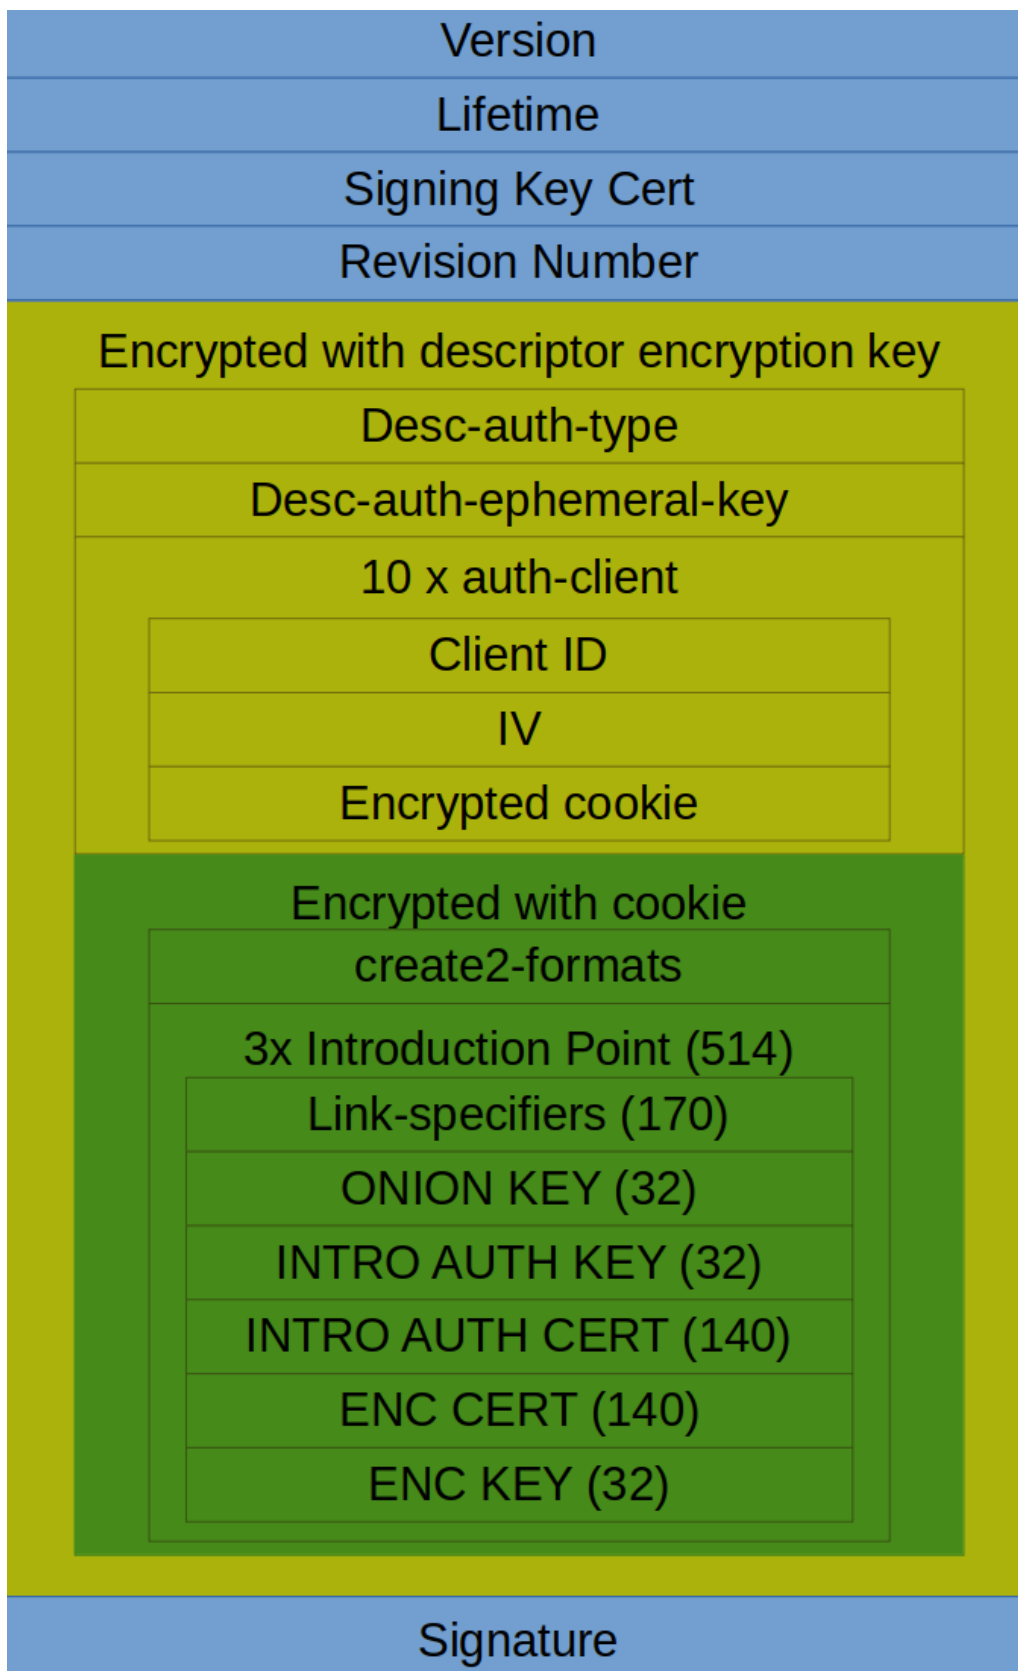 Version
Lifetime
Signing Key Cert
Revision Number
Encrypted with descriptor encryption key
Desc-auth-type
Desc-auth-ephemeral-key
10 x auth-client
Client ID
IV
Encrypted cookie
Encrypted with cookie
create2-formats
3x Introduction Point (514)
Link-specifiers (170)
ONION KEY (32)
INTRO AUTH KEY (32)
INTRO AUTH CERT (140)
ENC CERT (140)
ENC KEY (32)
Signature